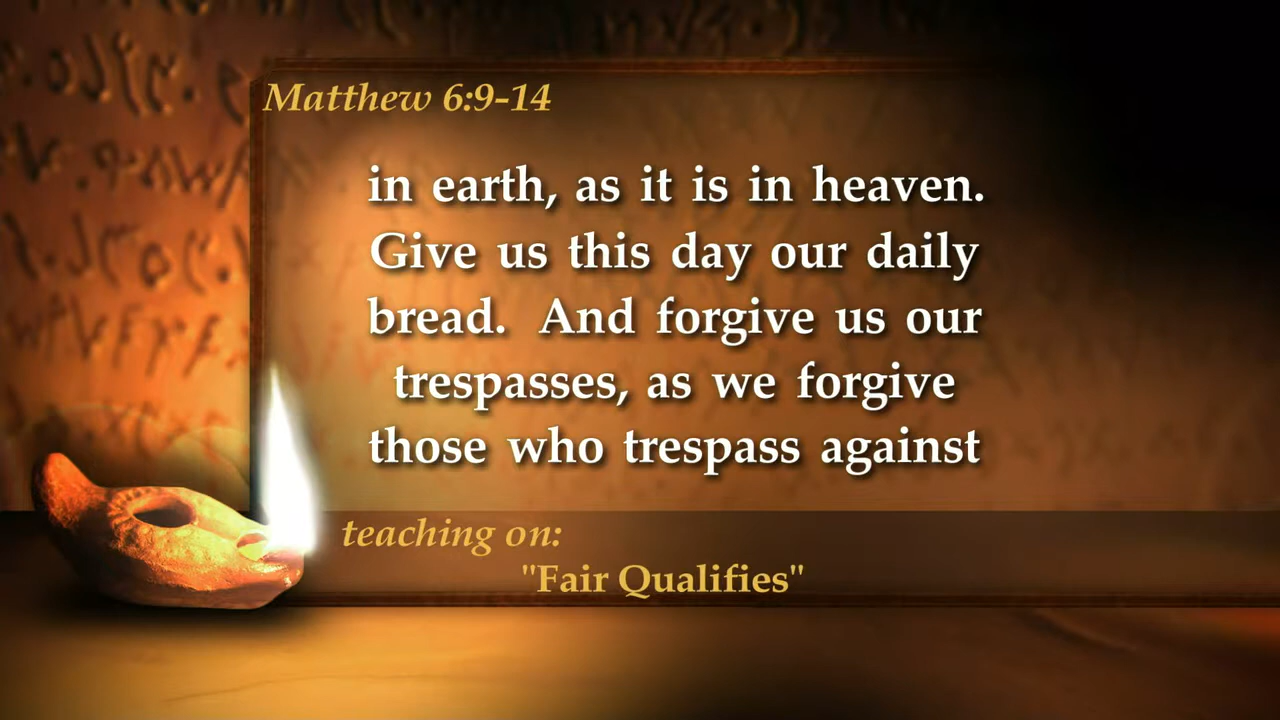 Matthew 6:9-14
in earth, as it is in heaven.
Give us this day our daily
bread. And forgive us our
trespasses, as we forgive
those who trespass against
teaching on:
"Fair Qualifies"